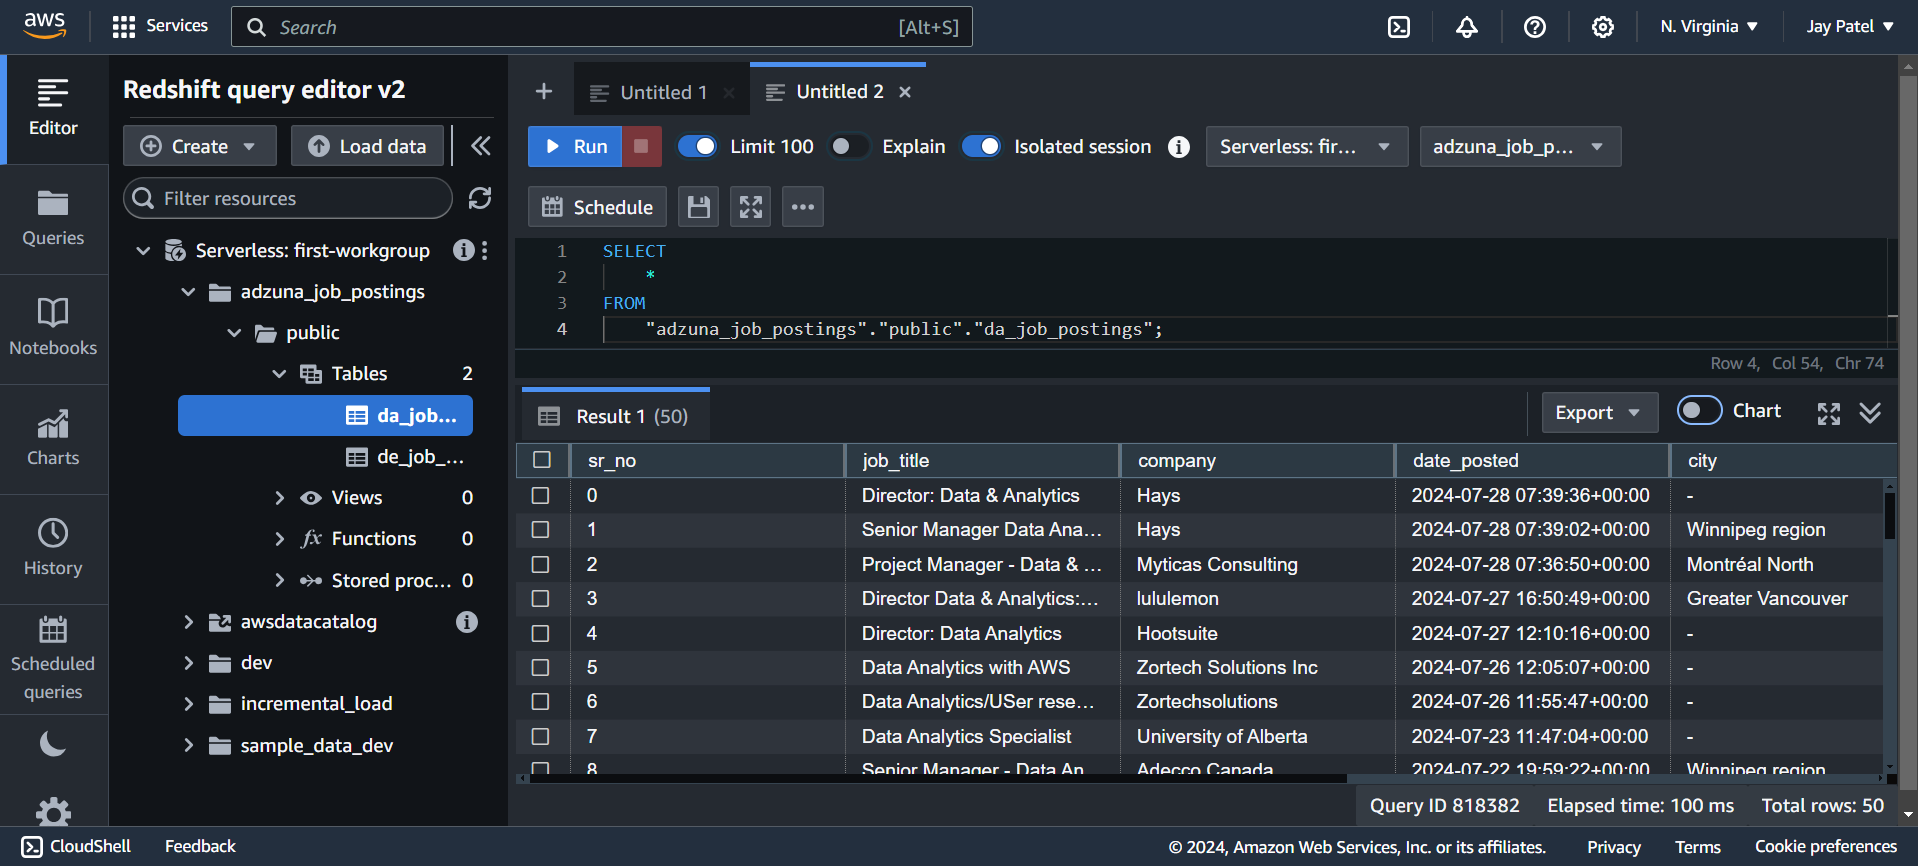 aws
Services
Search
[Alt+S]
N. Virginia
Jay Patel
Editor
Queries
Notebooks
Charts
History
Scheduled
queries
Redshift query editor v2
Create
Load data
Filter resources
Serverless: first-workgroup
adzuna_job_postings
public
Tables 2
da_job...
de_job_...
Views 0
Functions 0
Stored proc... 0
awsdatacatalog
dev
incremental_load
sample_data_dev
Untitled 1
Untitled 2
Run
Limit 100
Explain
Isolated session
Serverless: fir...
adzuna_job_p...
Schedule
1 SELECT
2 *
3 FROM
4 "adzuna_job_postings"."public"."da_job_postings";
Row 4, Col 54, Chr 74
Result 1 (50)
Export
Chart
sr_no job_title company date_posted city
0 Director: Data & Analytics Hays 2024-07-28 07:39:36+00:00 -
1 Senior Manager Data Ana... Hays 2024-07-28 07:39:02+00:00 Winnipeg region
2 Project Manager - Data & ... Myticas Consulting 2024-07-28 07:36:50+00:00 Montréal North
3 Director Data & Analytics:... lululemon 2024-07-27 16:50:49+00:00 Greater Vancouver
4 Director: Data Analytics Hootsuite 2024-07-27 12:10:16+00:00 -
5 Data Analytics with AWS Zortech Solutions Inc 2024-07-26 12:05:07+00:00 -
6 Data Analytics/USer rese... Zortechsolutions 2024-07-26 11:55:47+00:00 -
7 Data Analytics Specialist University of Alberta 2024-07-23 11:47:04+00:00 -
8 Senior Manager - Data An Adecco Canada 2024-07-22 19:59:22+00:00 Winnipeg region
Query ID 818382 Elapsed time: 100 ms Total rows: 50
CloudShell
Feedback
© 2024, Amazon Web Services, Inc. or its affiliates.
Privacy
Terms
Cookie preferences